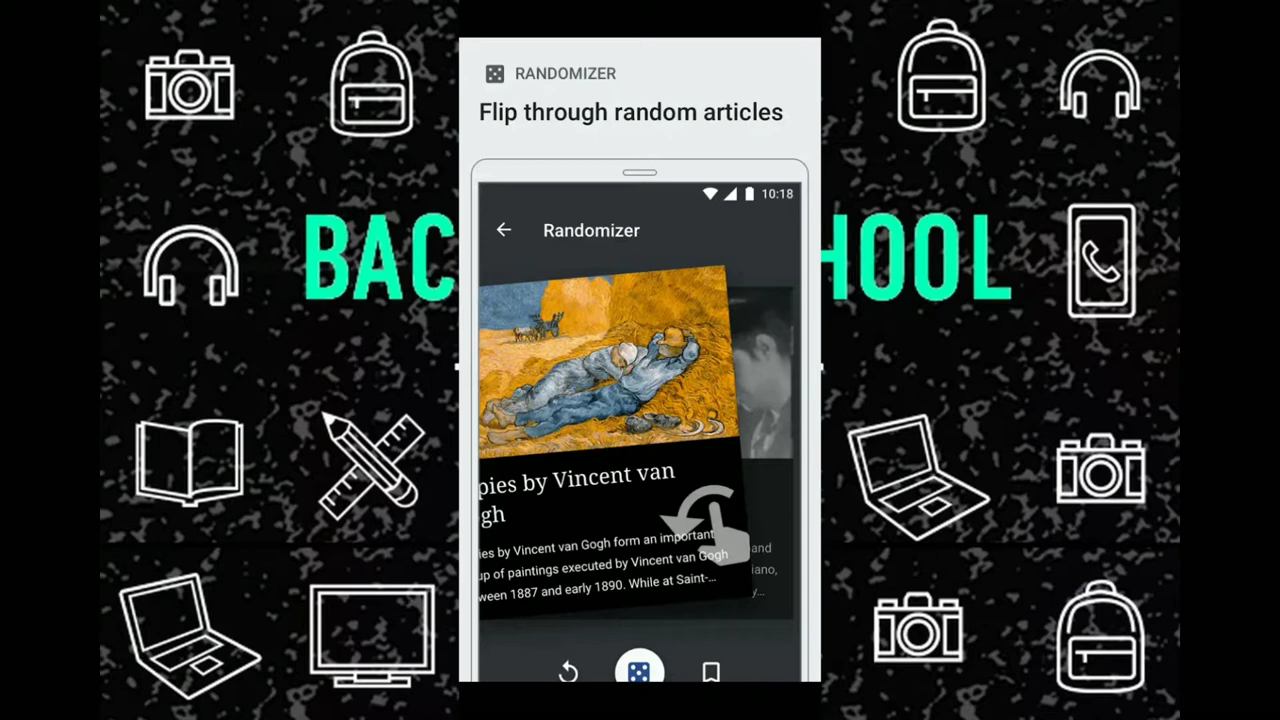 RANDOMIZER
Flip through random articles
10:18
Randomizer
BAC
HOOL
pies by Vincent van
gh
ies by Vincent van Gogh form an important
up of paintings executed by Vincent van Gogh
ween 1887 and early 1890. While at Saint-…
and
iano,
y…